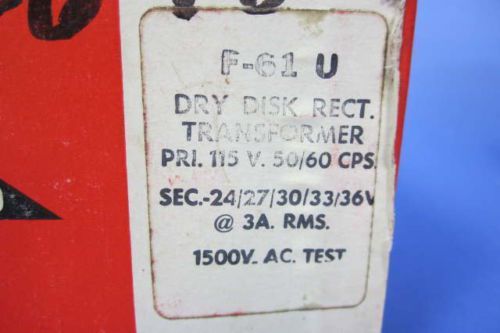 F-61 U
DRY DISK RECT.
TRANSFORMER
PRI. 115 V. 50/60 CPS.
SEC.-24/27/30/33/36V
@ 3A. RMS.
1500V. AC. TEST